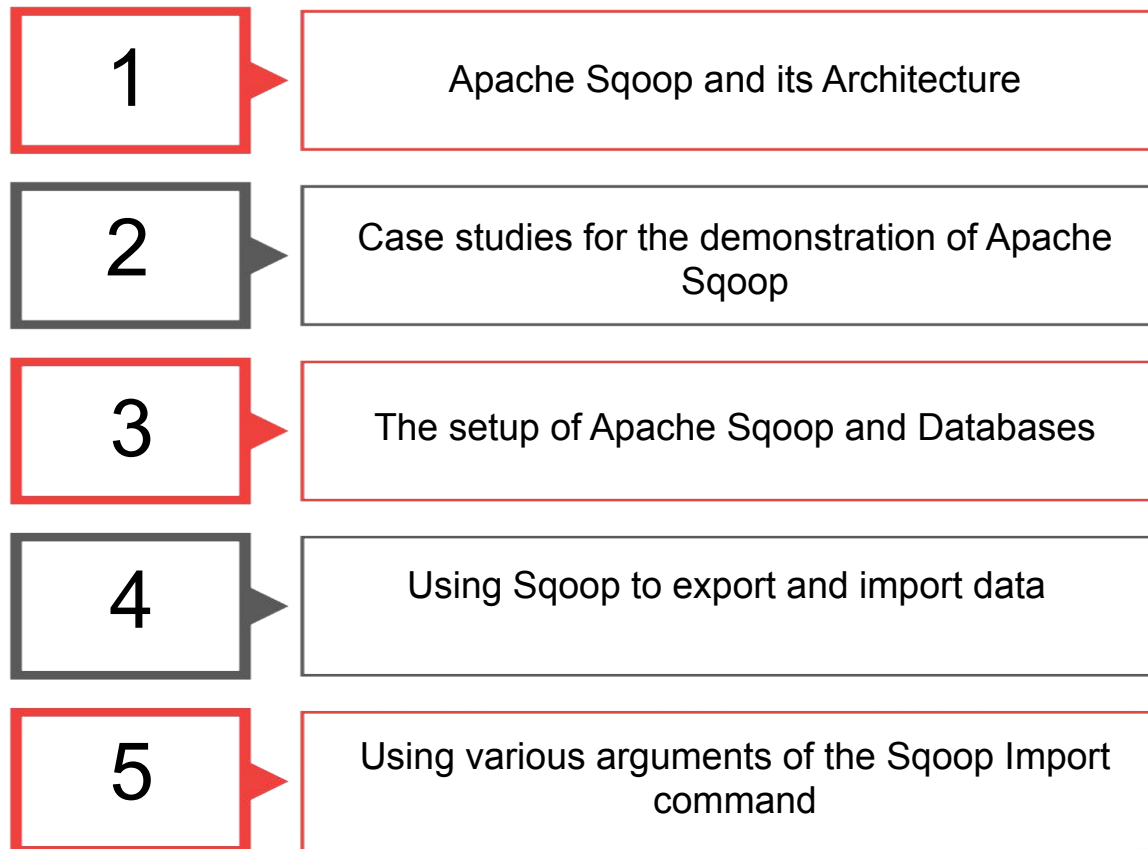 1
Apache Sqoop and its Architecture
2
Case studies for the demonstration of Apache
Sqoop
3
The setup of Apache Sqoop and Databases
4
Using Sqoop to export and import data
5
Using various arguments of the Sqoop Import
command